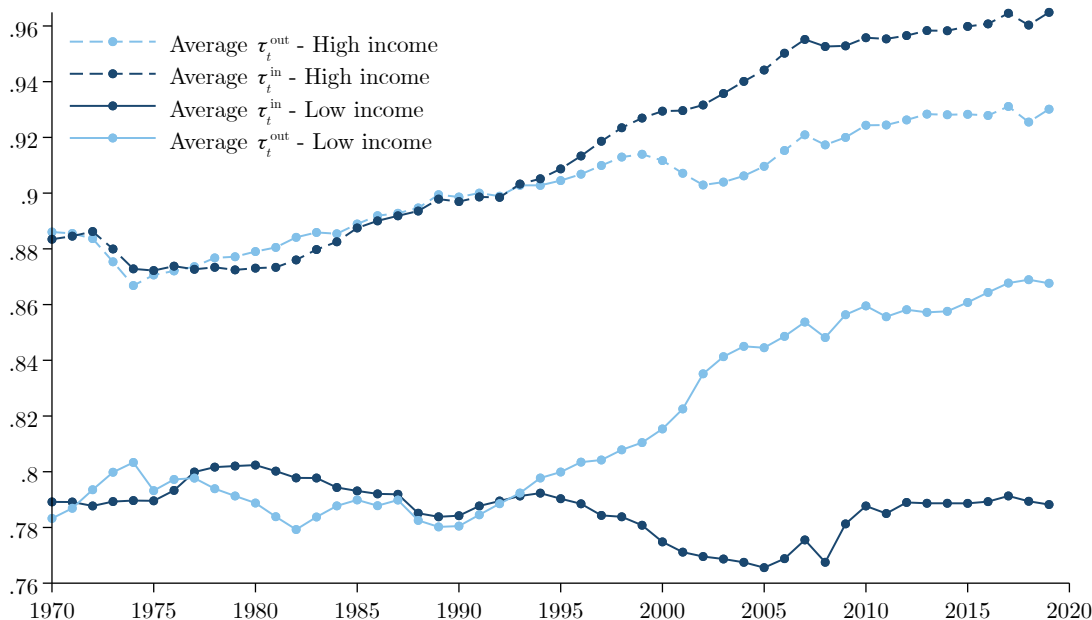 .96
.94
.92
.9
.88
.86
.84
.82
.8
.78
.76
Average τ_t^out - High income
Average τ_t^in - High income
Average τ_t^in - Low income
Average τ_t^out - Low income
1970 1975 1980 1985 1990 1995 2000 2005 2010 2015 2020